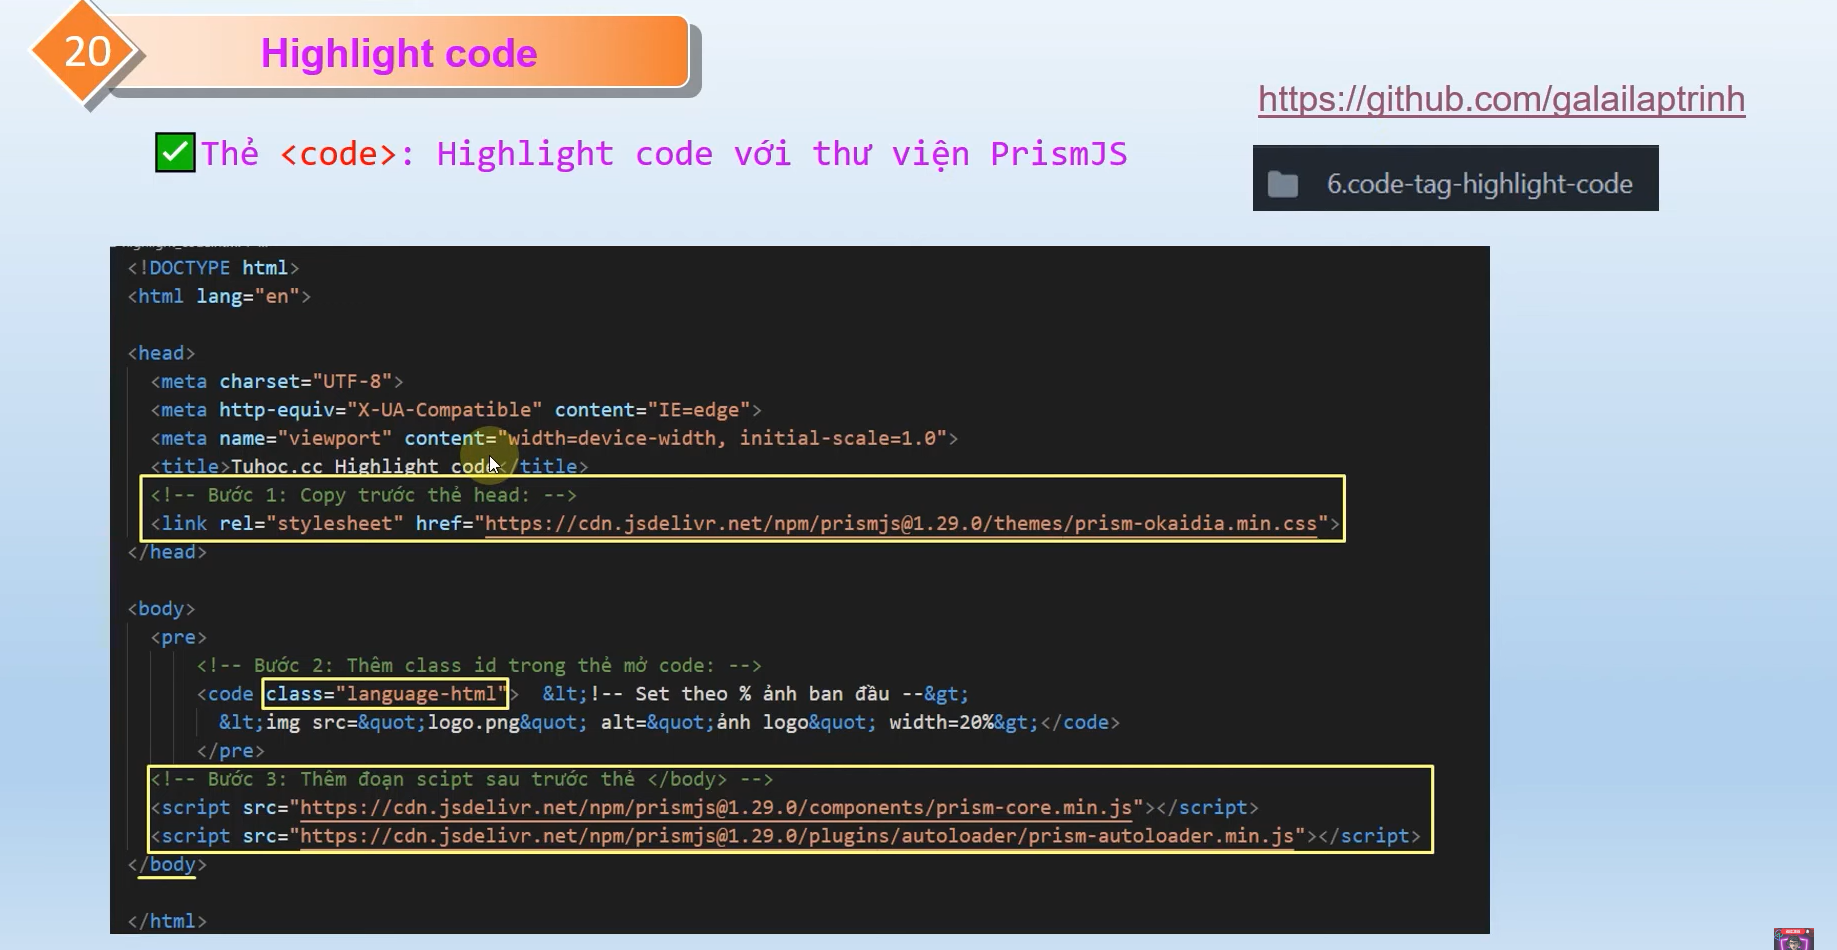 20
Highlight code
https://github.com/galailaptrinh
✅Thẻ <code>: Highlight code với thư viện PrismJS
6.code-tag-highlight-code
<!DOCTYPE html>
<html lang="en">
<head>
<meta charset="UTF-8">
<meta http-equiv="X-UA-Compatible" content="IE=edge">
<meta name="viewport" content="width=device-width, initial-scale=1.0">
<title>Tuhoc.cc Highlight code</title>
<!-- Bước 1: Copy trước thẻ head: -->
<link rel="stylesheet" href="https://cdn.jsdelivr.net/npm/prismjs@1.29.0/themes/prism-okaidia.min.css">
</head>
<body>
<pre>
<!-- Bước 2: Thêm class id trong thẻ mở code: -->
<code class="language-html">  &lt;!-- Set theo % ảnh ban đầu --&gt;
&lt;img src=&quot;logo.png&quot; alt=&quot;ảnh logo&quot; width=20%&gt;</code>
</pre>
<!-- Bước 3: Thêm đoạn scipt sau trước thẻ </body> -->
<script src="https://cdn.jsdelivr.net/npm/prismjs@1.29.0/components/prism-core.min.js"></script>
<script src="https://cdn.jsdelivr.net/npm/prismjs@1.29.0/plugins/autoloader/prism-autoloader.min.js"></script>
</body>
</html>